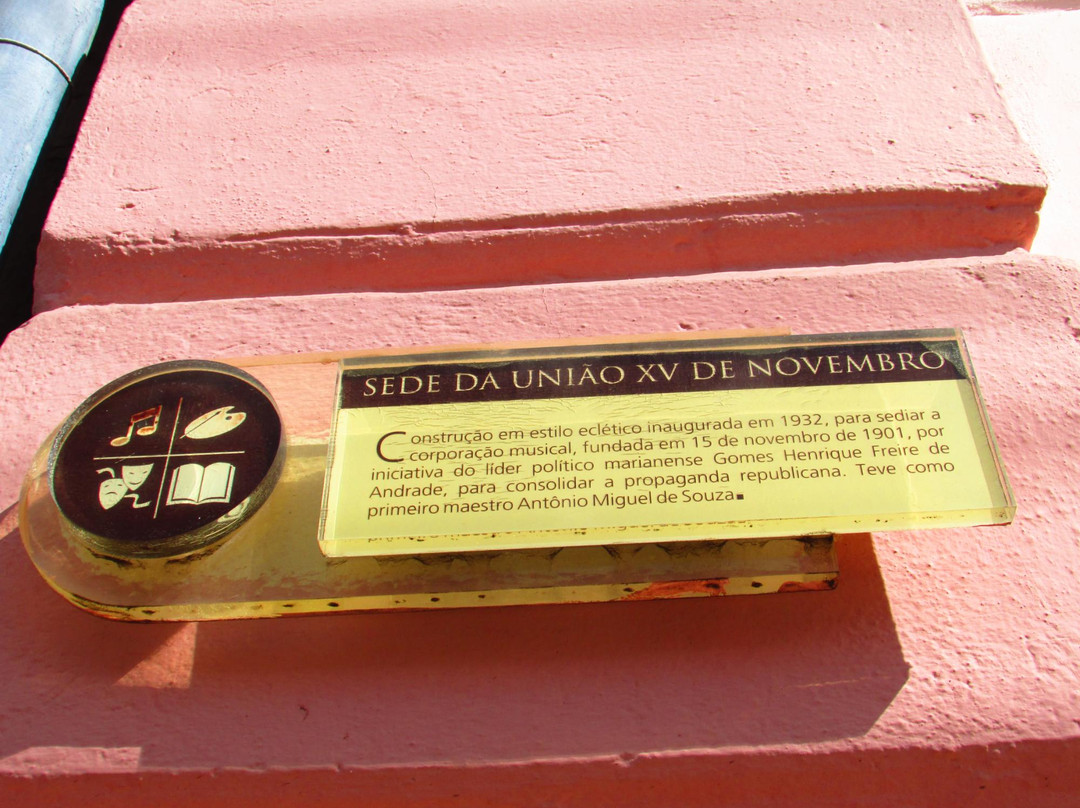 SEDE DA UNIÃO XV DE NOVEMBRO
Construção em estilo eclético inaugurada em 1932, para sediar a
corporação musical, fundada em 15 de novembro de 1901, por
iniciativa do líder político marianense Gomes Henrique Freire de
Andrade, para consolidar a propaganda republicana. Teve como
primeiro maestro Antônio Miguel de Souza.